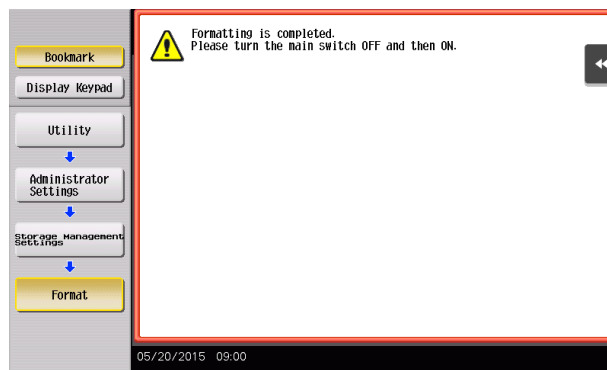 Formatting is completed.
Please turn the main switch OFF and then ON.
Bookmark
Display Keypad
Utility
Administrator
Settings
Storage Management
Settings
Format
05/20/2015 09:00